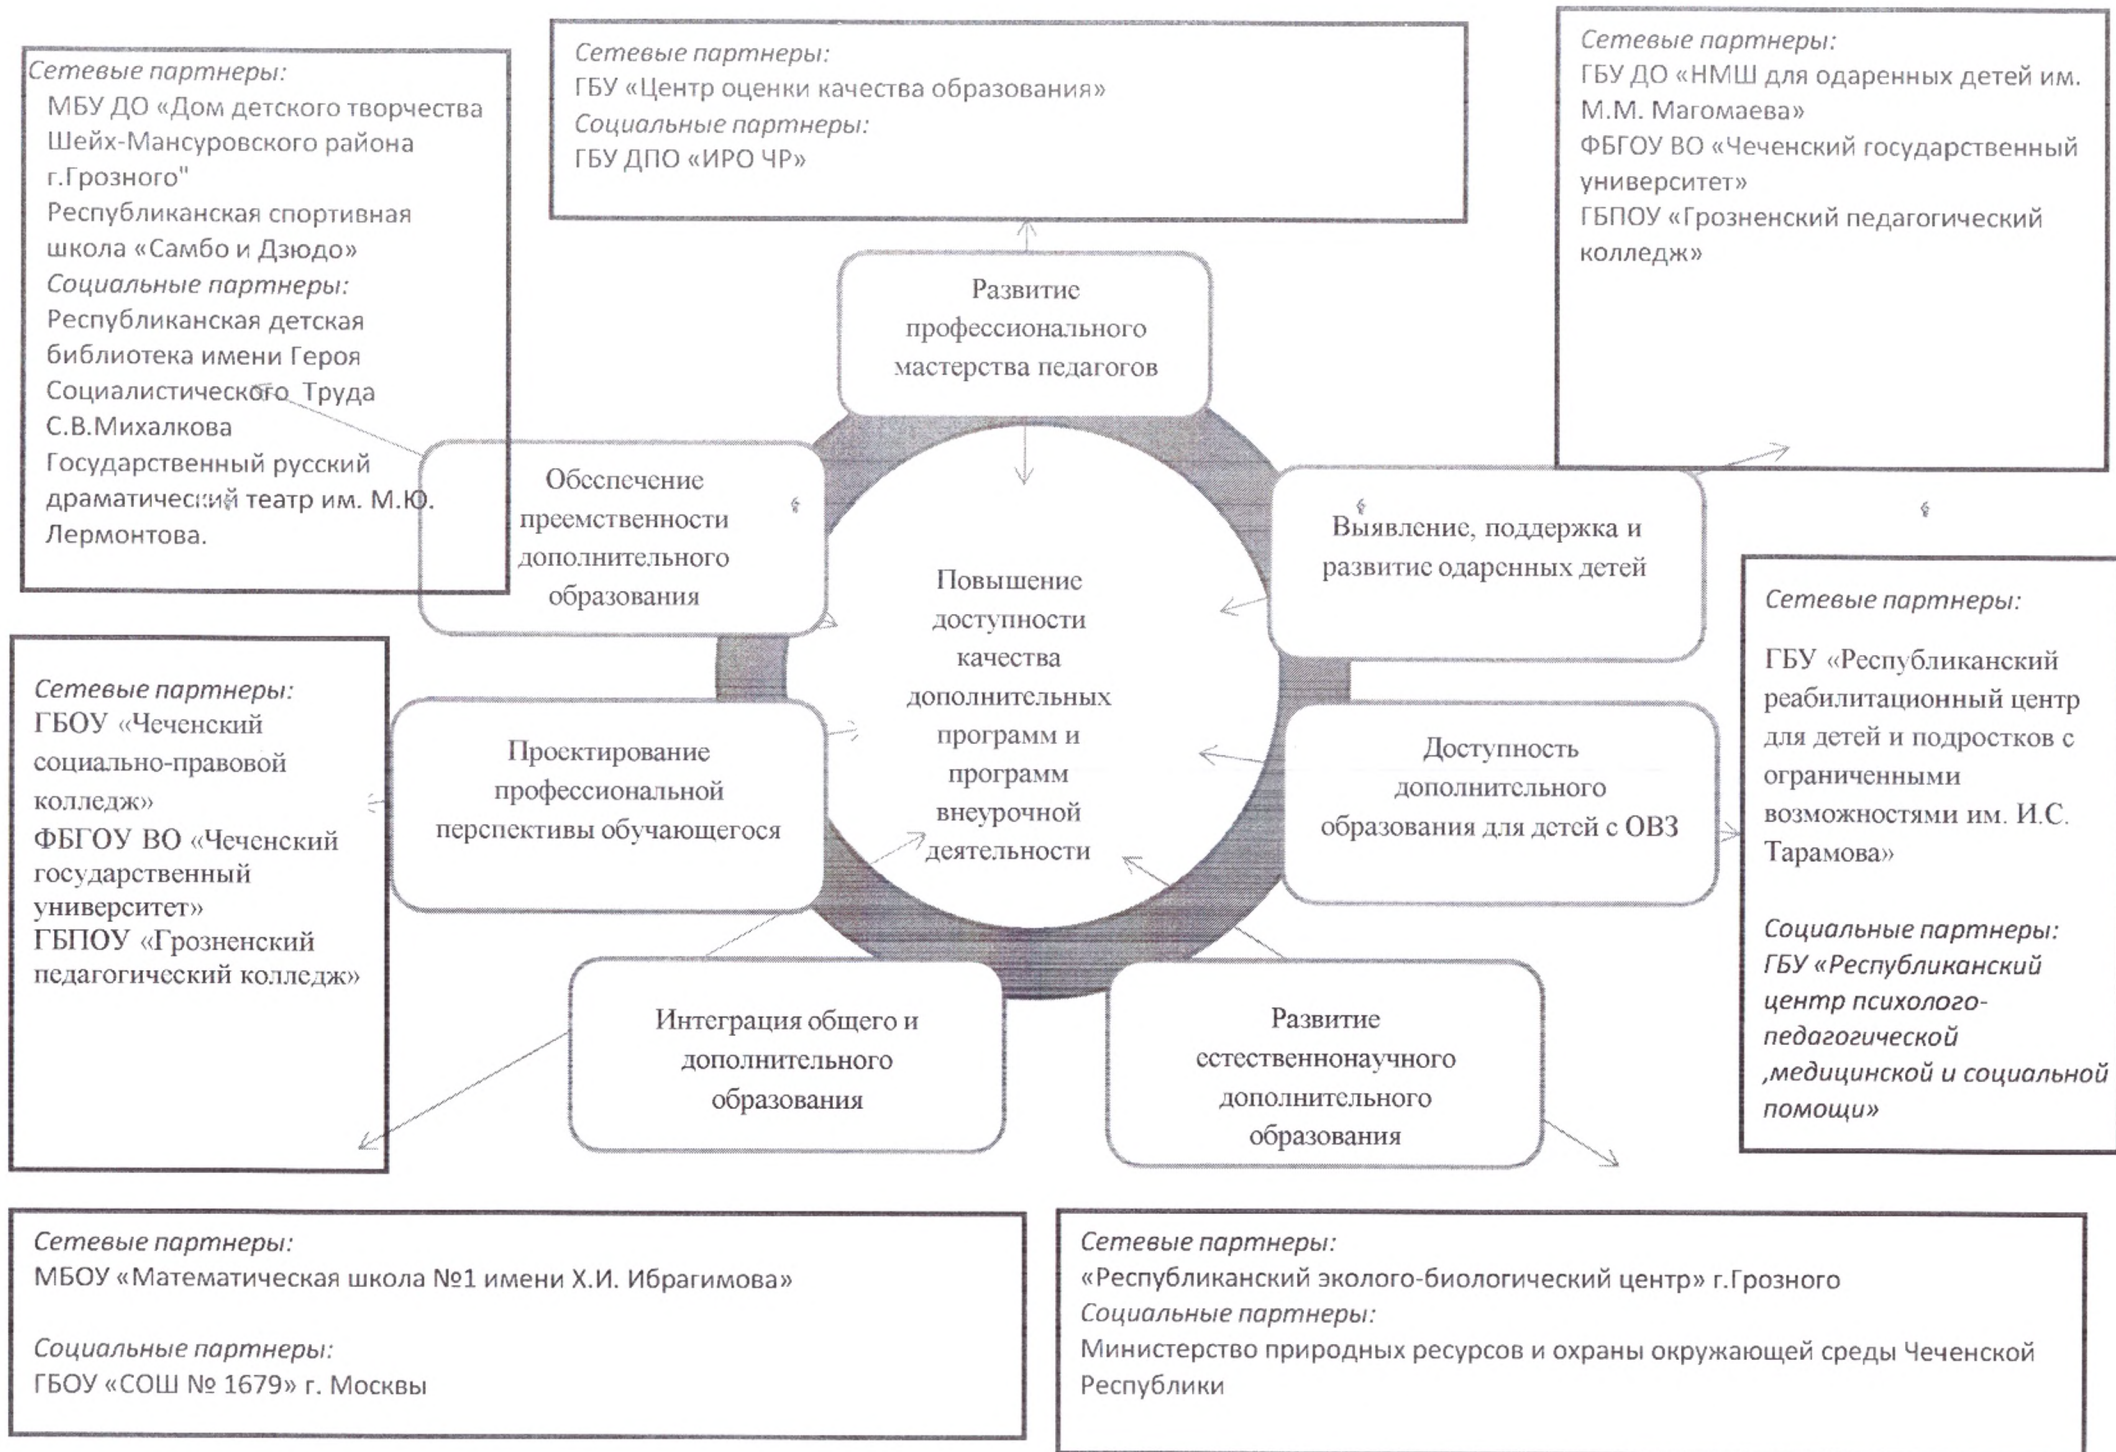 Сетевые партнеры:
МБУ ДО «Дом детского творчества
Шейх-Мансуровского района
г.Грозного"
Республиканская спортивная
школа «Самбо и Дзюдо»
Социальные партнеры:
Республиканская детская
библиотека имени Героя
Социалистического Труда
С.В.Михалкова
Государственный русский
драматический театр им. М.Ю.
Лермонтова.
Сетевые партнеры:
ГБУ «Центр оценки качества образования»
Социальные партнеры:
ГБУ ДПО «ИРО ЧР»
Сетевые партнеры:
ГБУ ДО «НМШ для одаренных детей им.
М.М. Магомаева»
ФБГОУ ВО «Чеченский государственный
университет»
ГБПОУ «Грозненский педагогический
колледж»
Развитие
профессионального
мастерства педагогов
Обеспечение
преемственности
дополнительного
образования
Выявление, поддержка и
развитие одаренных детей
Повышение
доступности
качества
дополнительных
программ и
программ
внеурочной
деятельности
Сетевые партнеры:
ГБОУ «Чеченский
социально-правовой
колледж»
ФБГОУ ВО «Чеченский
государственный
университет»
ГБПОУ «Грозненский
педагогический колледж»
Проектирование
профессиональной
перспективы обучающегося
Доступность
дополнительного
образования для детей с ОВЗ
Сетевые партнеры:
ГБУ «Республиканский
реабилитационный центр
для детей и подростков с
ограниченными
возможностями им. И.С.
Тарамова»
Социальные партнеры:
ГБУ «Республиканский
центр психолого-
педагогической
,медицинской и социальной
помощи»
Интеграция общего и
дополнительного
образования
Развитие
естественнонаучного
дополнительного
образования
Сетевые партнеры:
МБОУ «Математическая школа №1 имени Х.И. Ибрагимова»
Социальные партнеры:
ГБОУ «СОШ № 1679» г. Москвы
Сетевые партнеры:
«Республиканский эколого-биологический центр» г.Грозного
Социальные партнеры:
Министерство природных ресурсов и охраны окружающей среды Чеченской
Республики